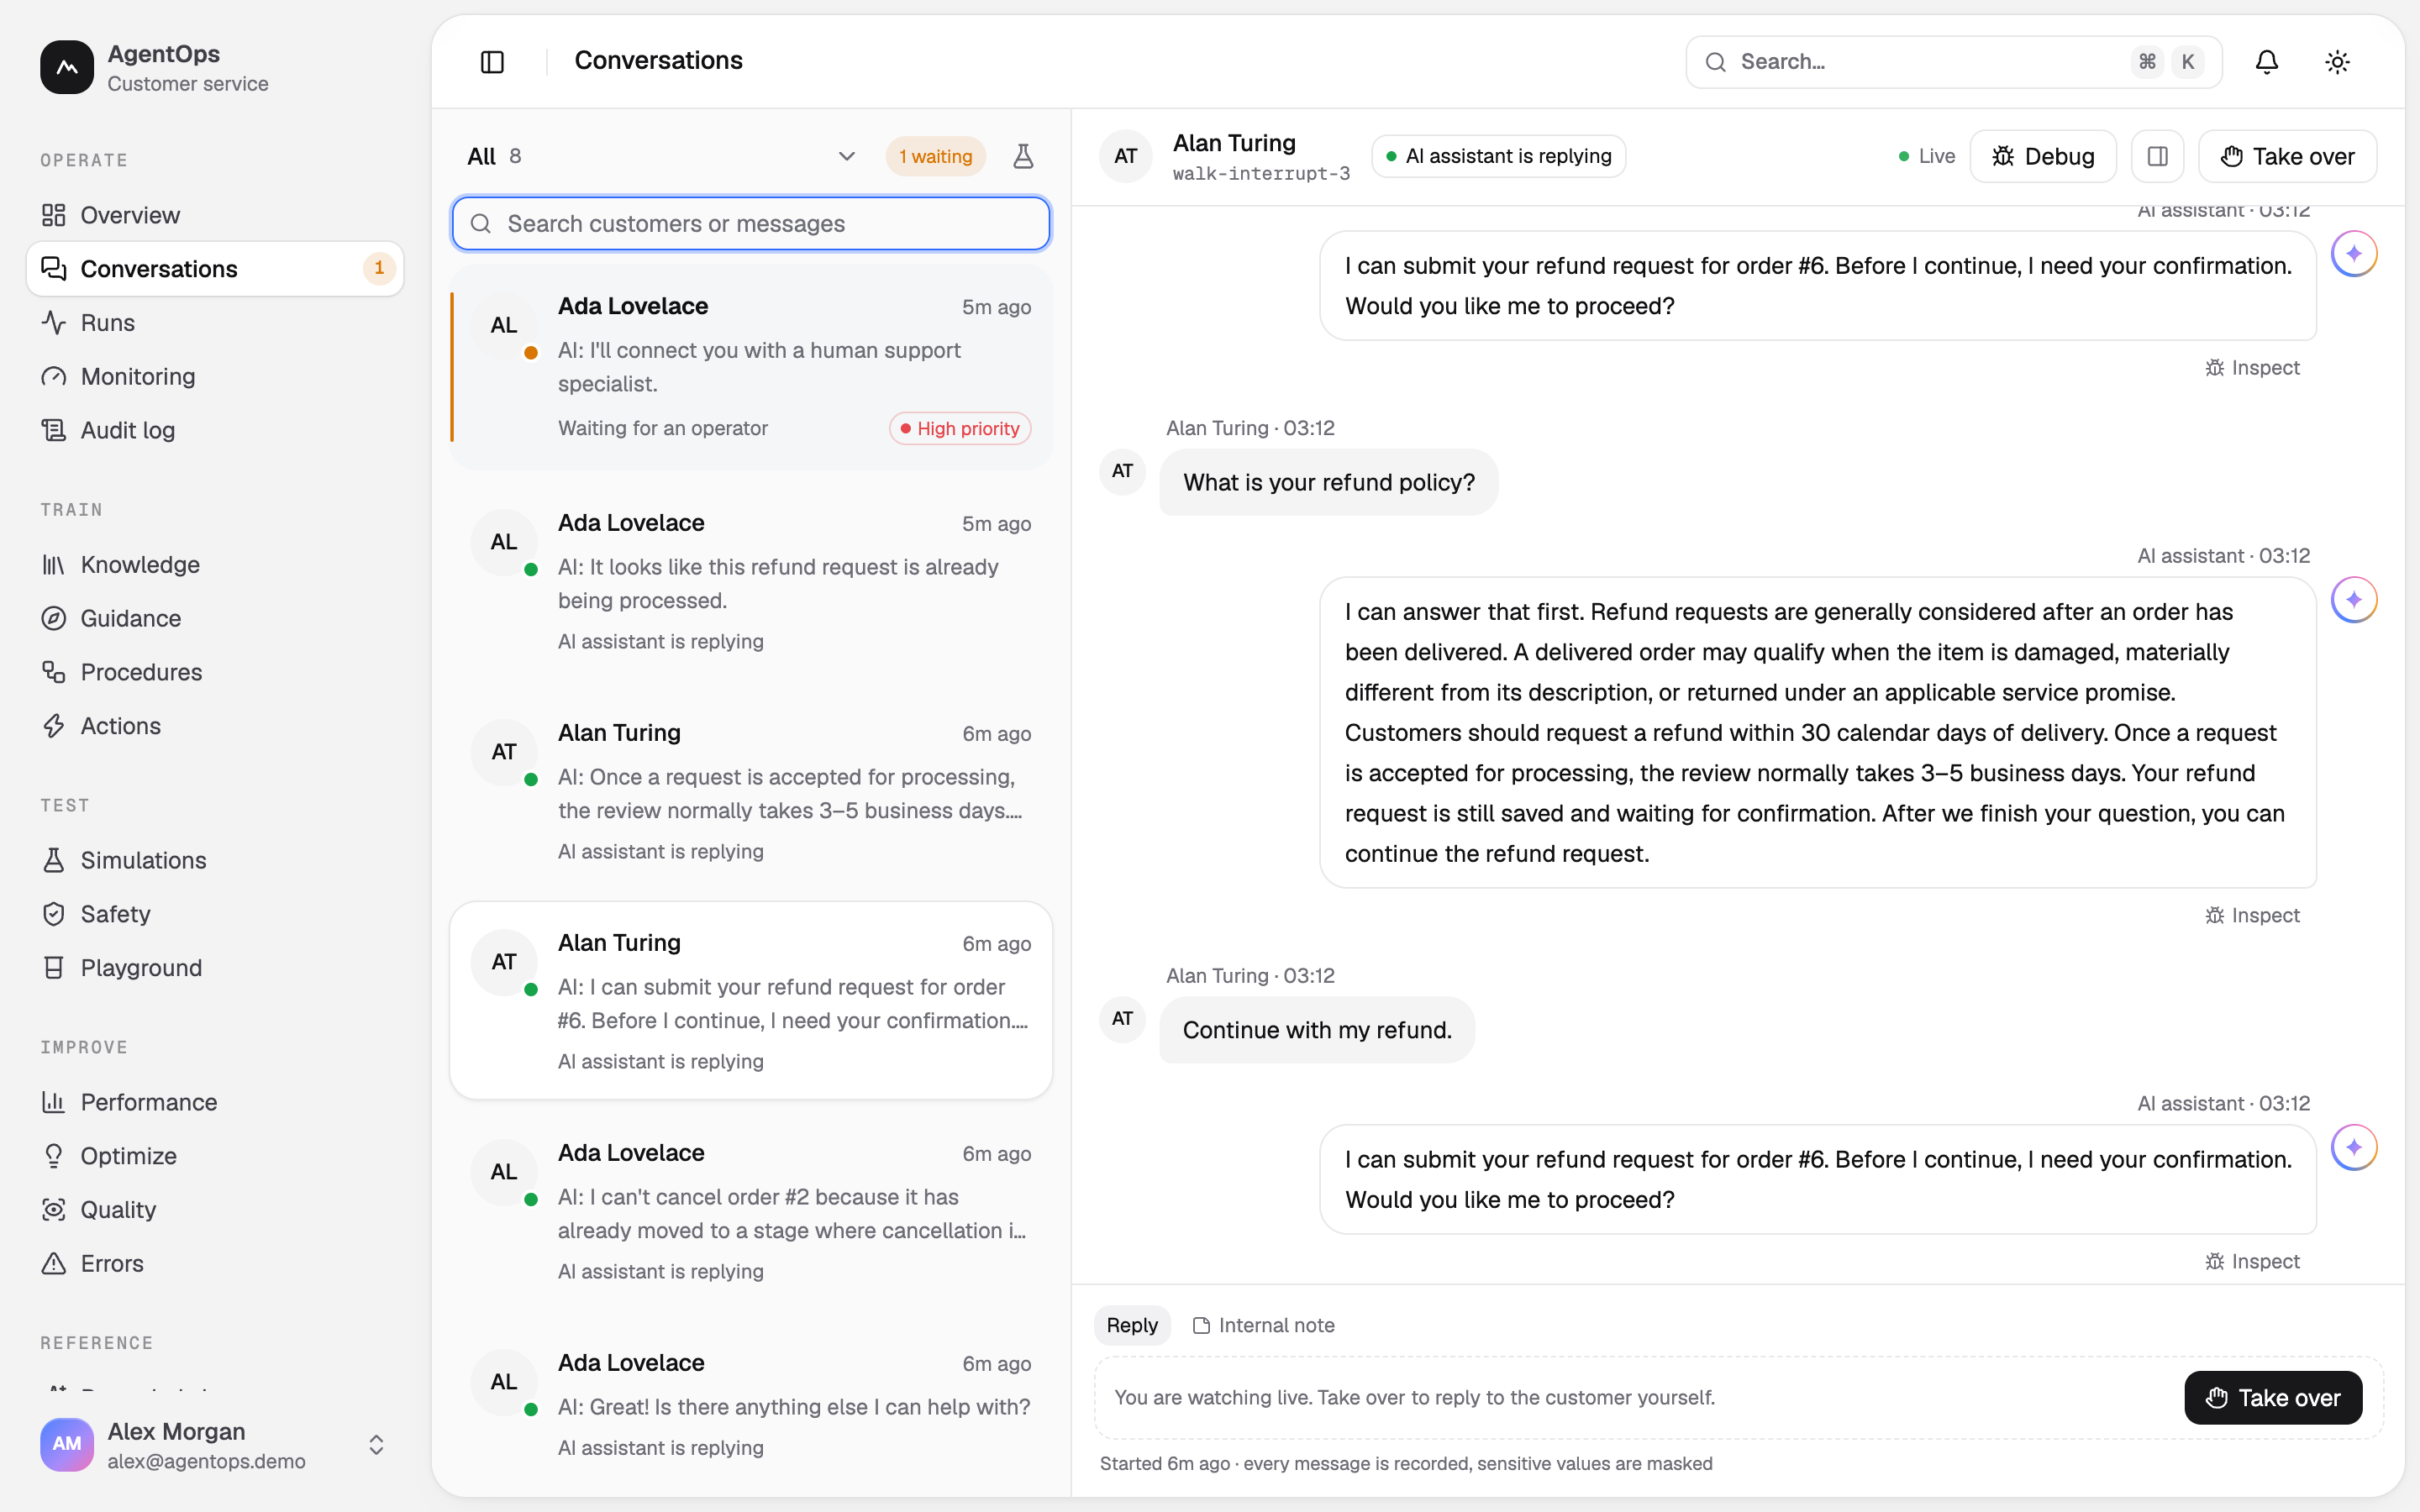 AgentOps
Customer service
OPERATE
Overview
Conversations 1
Runs
Monitoring
Audit log
TRAIN
Knowledge
Guidance
Procedures
Actions
TEST
Simulations
Safety
Playground
IMPROVE
Performance
Optimize
Quality
Errors
REFERENCE
AM
Alex Morgan
alex@agentops.demo
Conversations
Search... ⌘ K
All 8
1 waiting
Search customers or messages
AL
Ada Lovelace 5m ago
AI: I'll connect you with a human support
specialist.
Waiting for an operator High priority
AL
Ada Lovelace 5m ago
AI: It looks like this refund request is already
being processed.
AI assistant is replying
AT
Alan Turing 6m ago
AI: Once a request is accepted for processing,
the review normally takes 3–5 business days....
AI assistant is replying
AT
Alan Turing 6m ago
AI: I can submit your refund request for order
#6. Before I continue, I need your confirmation....
AI assistant is replying
AL
Ada Lovelace 6m ago
AI: I can't cancel order #2 because it has
already moved to a stage where cancellation i...
AI assistant is replying
AL
Ada Lovelace 6m ago
AI: Great! Is there anything else I can help with?
AI assistant is replying
AT
Alan Turing
walk-interrupt-3
AI assistant is replying
Live
Debug
Take over
AI assistant · 03:12
I can submit your refund request for order #6. Before I continue, I need your confirmation.
Would you like me to proceed?
Inspect
Alan Turing · 03:12
AT
What is your refund policy?
AI assistant · 03:12
I can answer that first. Refund requests are generally considered after an order has
been delivered. A delivered order may qualify when the item is damaged, materially
different from its description, or returned under an applicable service promise.
Customers should request a refund within 30 calendar days of delivery. Once a request
is accepted for processing, the review normally takes 3–5 business days. Your refund
request is still saved and waiting for confirmation. After we finish your question, you can
continue the refund request.
Inspect
Alan Turing · 03:12
AT
Continue with my refund.
AI assistant · 03:12
I can submit your refund request for order #6. Before I continue, I need your confirmation.
Would you like me to proceed?
Inspect
Reply
Internal note
You are watching live. Take over to reply to the customer yourself.
Take over
Started 6m ago · every message is recorded, sensitive values are masked